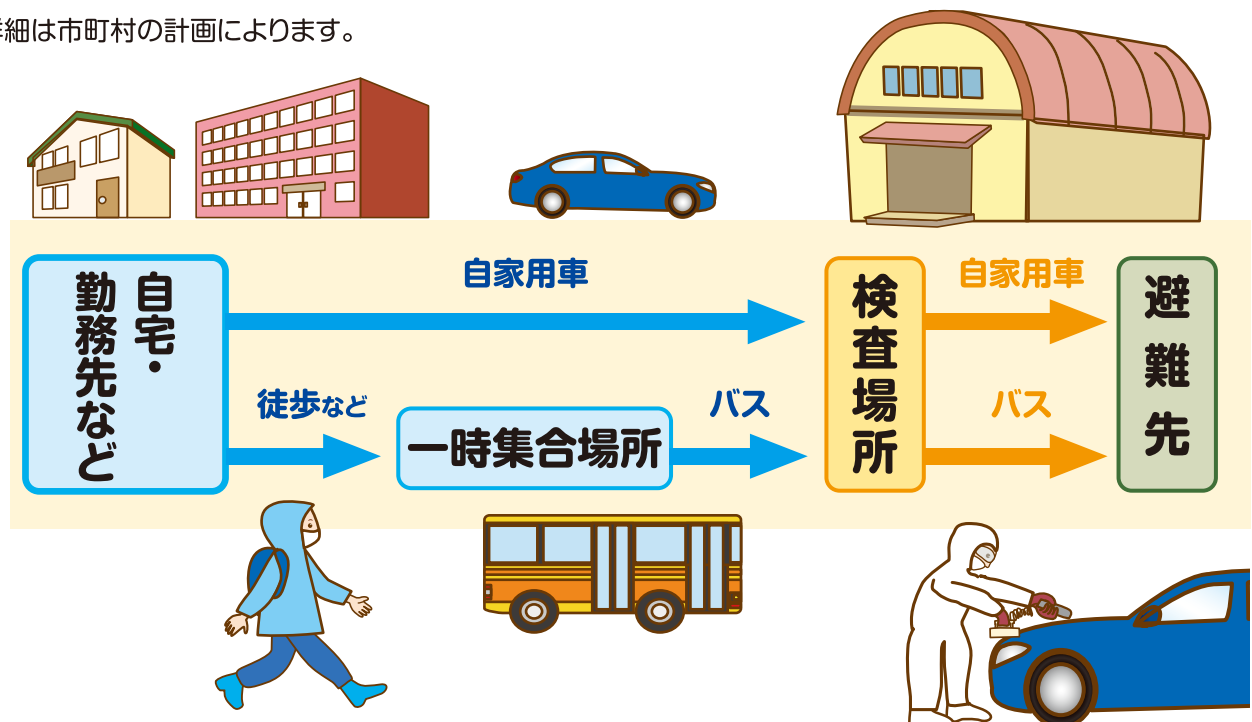 細は市町村の計画によります。
自家用車
自家用車
自宅・
勤務先など
検査場所
避難先
徒歩など
バス
バス
一時集合場所